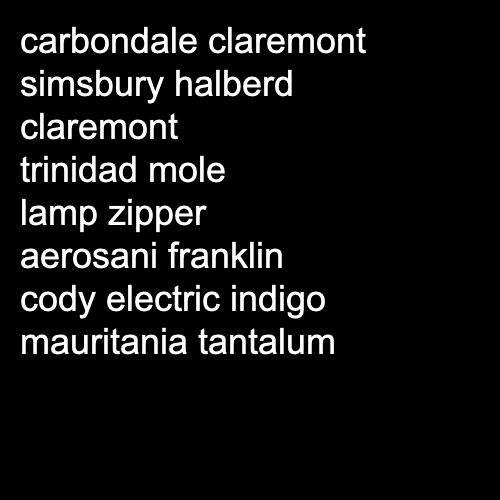 carbondale claremont
simsbury halberd
claremont
trinidad mole
lamp zipper
aerosani franklin
cody electric indigo
mauritania tantalum